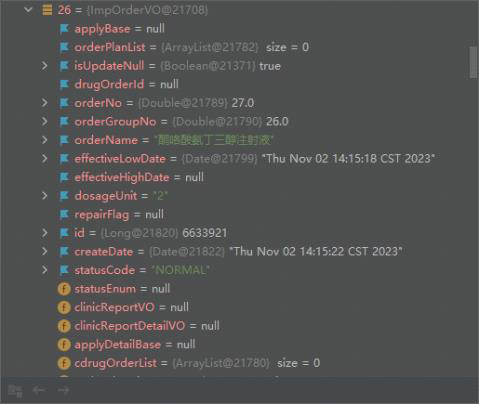 26 = {ImpOrderVO@21708}
applyBase = null
orderPlanList = {ArrayList@21782} size = 0
isUpdateNull = {Boolean@21371} true
drugOrderId = null
orderNo = {Double@21789} 27.0
orderGroupNo = {Double@21790} 26.0
orderName = "酮咯酸氨丁三醇注射液"
effectiveLowDate = {Date@21799} "Thu Nov 02 14:15:18 CST 2023"
effectiveHighDate = null
dosageUnit = "2"
repairFlag = null
id = {Long@21820} 6633921
createDate = {Date@21822} "Thu Nov 02 14:15:22 CST 2023"
statusCode = "NORMAL"
statusEnum = null
clinicReportVO = null
clinicReportDetailVO = null
applyDetailBase = null
cdrugOrderList = {ArrayList@21780} size = 0